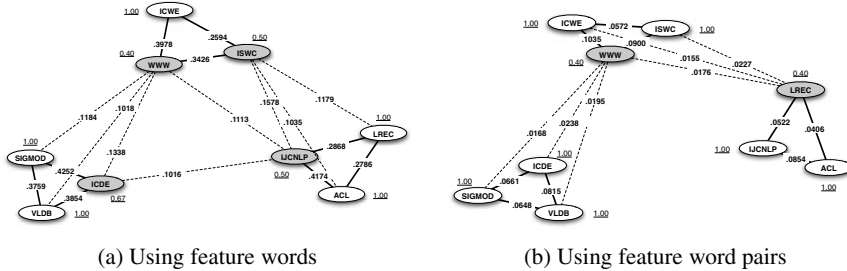 1.00
ICWE
.2594
0.50
ISWC
.3978
.3426
0.40
WWW
.1184
.1018
.1338
.1113
.1578
.1035
.1179
1.00
LREC
.2868
IJCNLP
.4174
.2786
0.50
ACL
1.00
.1016
1.00
SIGMOD
.4252
.3759
ICDE
0.67
.3854
VLDB
1.00
(a) Using feature words
1.00
ICWE
.0572
ISWC
1.00
.1035
.0900
0.40
WWW
.0155
.0176
.0227
0.40
LREC
.0195
.0238
.0168
.0522
.0406
1.00
IJCNLP
.0854
ACL
1.00
1.00
ICDE
1.00
.0661
.0815
SIGMOD
.0648
VLDB
1.00
(b) Using feature word pairs